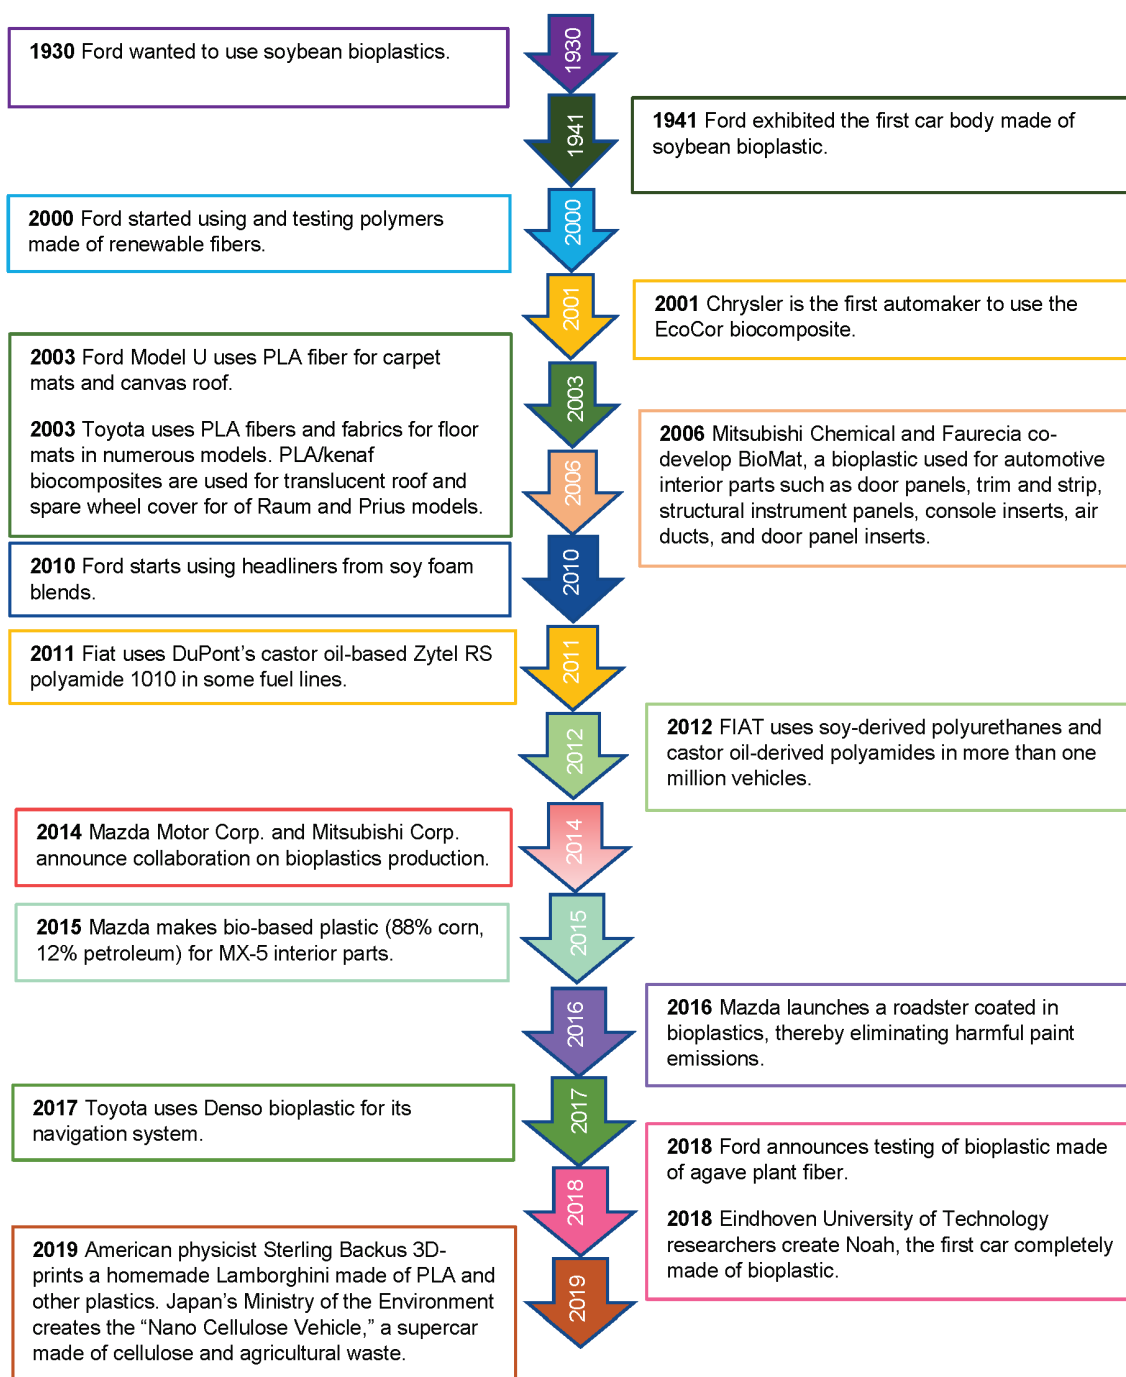 1930
1930 Ford wanted to use soybean bioplastics.
1941
1941 Ford exhibited the first car body made of
soybean bioplastic.
2000
2000 Ford started using and testing polymers
made of renewable fibers.
2001
2001 Chrysler is the first automaker to use the
EcoCor biocomposite.
2003
2003 Ford Model U uses PLA fiber for carpet
mats and canvas roof.
2003 Toyota uses PLA fibers and fabrics for floor
mats in numerous models. PLA/kenaf
biocomposites are used for translucent roof and
spare wheel cover for of Raum and Prius models.
2006
2006 Mitsubishi Chemical and Faurecia co-
develop BioMat, a bioplastic used for automotive
interior parts such as door panels, trim and strip,
structural instrument panels, console inserts, air
ducts, and door panel inserts.
2010
2010 Ford starts using headliners from soy foam
blends.
2011
2011 Fiat uses DuPont’s castor oil-based Zytel RS
polyamide 1010 in some fuel lines.
2012
2012 FIAT uses soy-derived polyurethanes and
castor oil-derived polyamides in more than one
million vehicles.
2014
2014 Mazda Motor Corp. and Mitsubishi Corp.
announce collaboration on bioplastics production.
2015
2015 Mazda makes bio-based plastic (88% corn,
12% petroleum) for MX-5 interior parts.
2016
2016 Mazda launches a roadster coated in
bioplastics, thereby eliminating harmful paint
emissions.
2017
2017 Toyota uses Denso bioplastic for its
navigation system.
2018
2018 Ford announces testing of bioplastic made
of agave plant fiber.
2018 Eindhoven University of Technology
researchers create Noah, the first car completely
made of bioplastic.
2019
2019 American physicist Sterling Backus 3D-
prints a homemade Lamborghini made of PLA and
other plastics. Japan’s Ministry of the Environment
creates the “Nano Cellulose Vehicle,” a supercar
made of cellulose and agricultural waste.